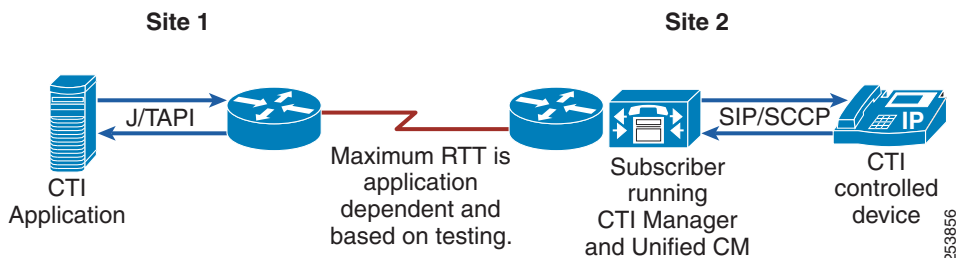 Site 1
Site 2
J/TAPI
SIP/SCCP
IP
CTI
Application
Maximum RTT is
application
dependent and
based on testing.
Subscriber
running
CTI Manager
and Unified CM
CTI
controlled
device
253856